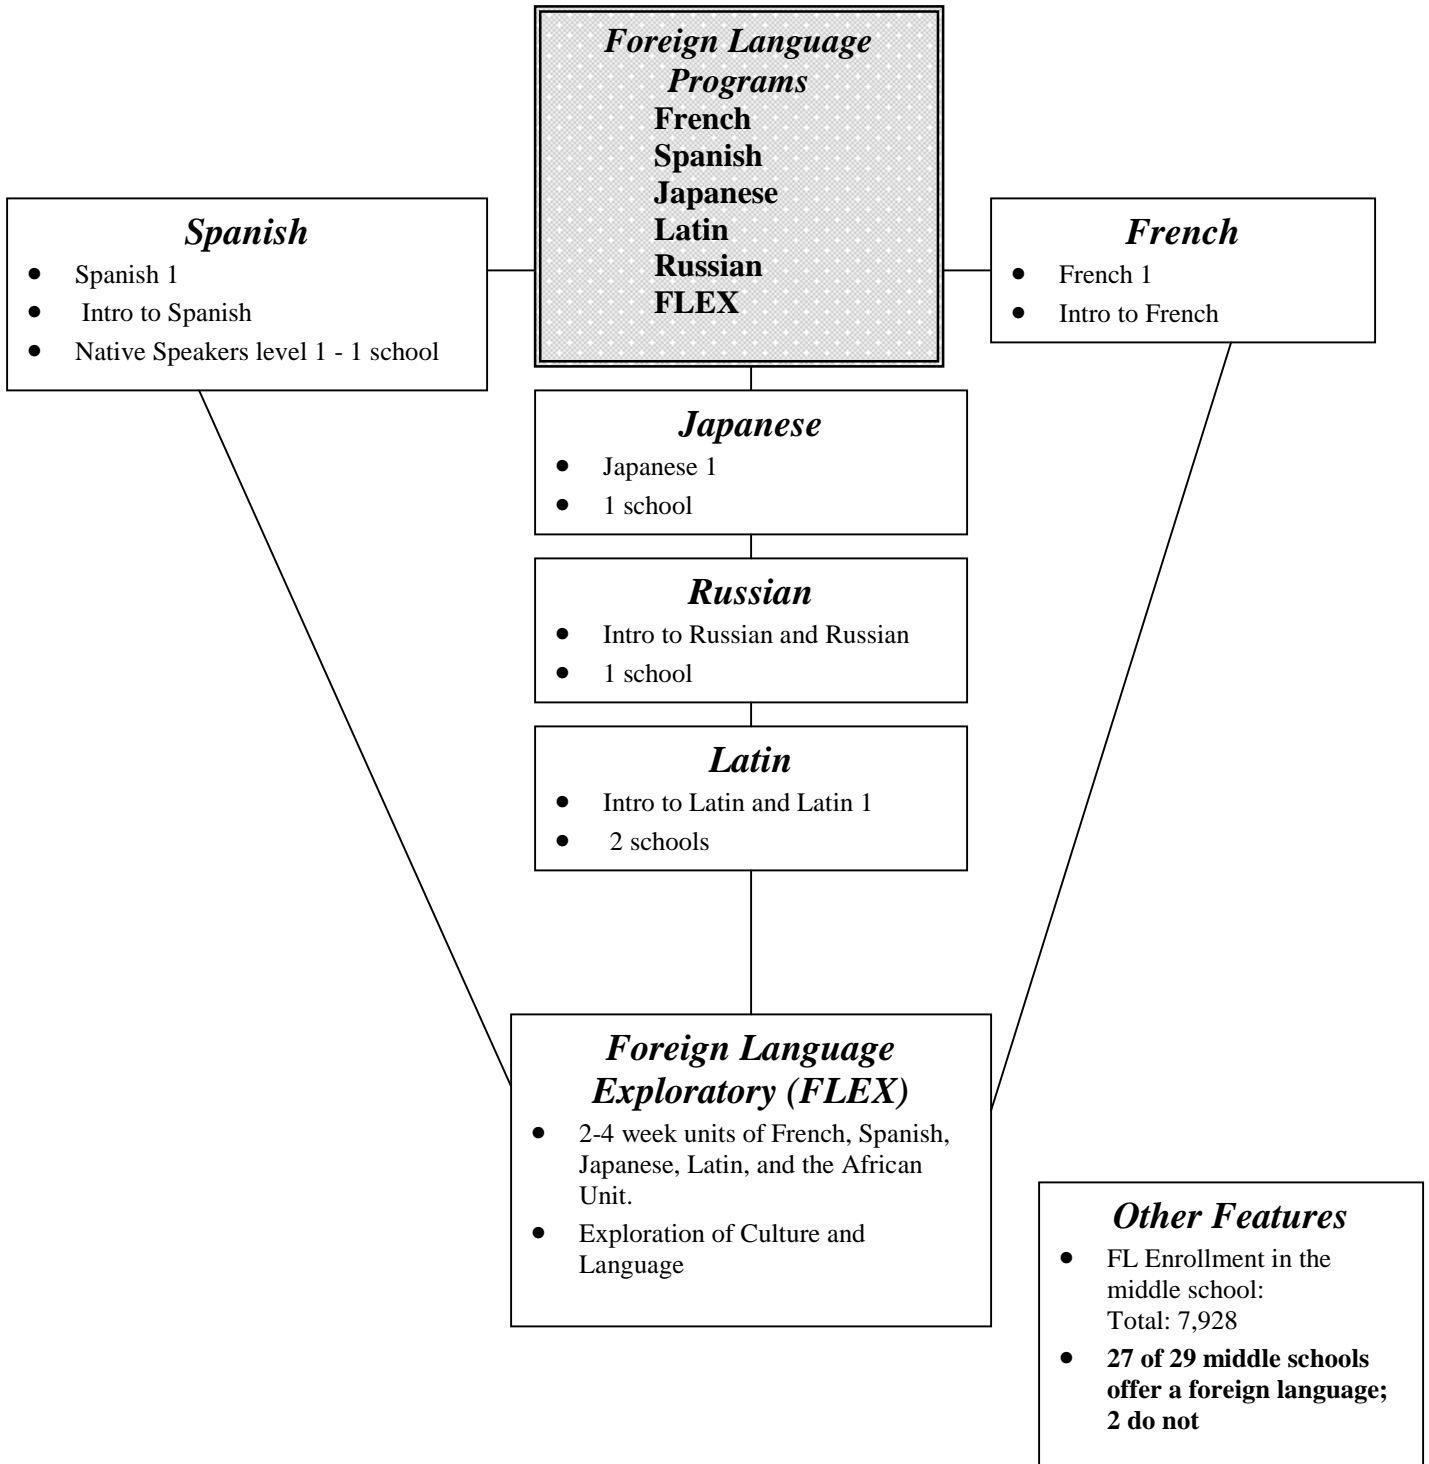 Foreign Language
Programs
French
Spanish
Japanese
Latin
Russian
FLEX
Spanish
• Spanish 1
• Intro to Spanish
• Native Speakers level 1 - 1 school
French
• French 1
• Intro to French
Japanese
• Japanese 1
• 1 school
Russian
• Intro to Russian and Russian
• 1 school
Latin
• Intro to Latin and Latin 1
• 2 schools
Foreign Language
Exploratory (FLEX)
• 2-4 week units of French, Spanish,
Japanese, Latin, and the African
Unit.
• Exploration of Culture and
Language
Other Features
• FL Enrollment in the
middle school:
Total: 7,928
• 27 of 29 middle schools
offer a foreign language;
2 do not